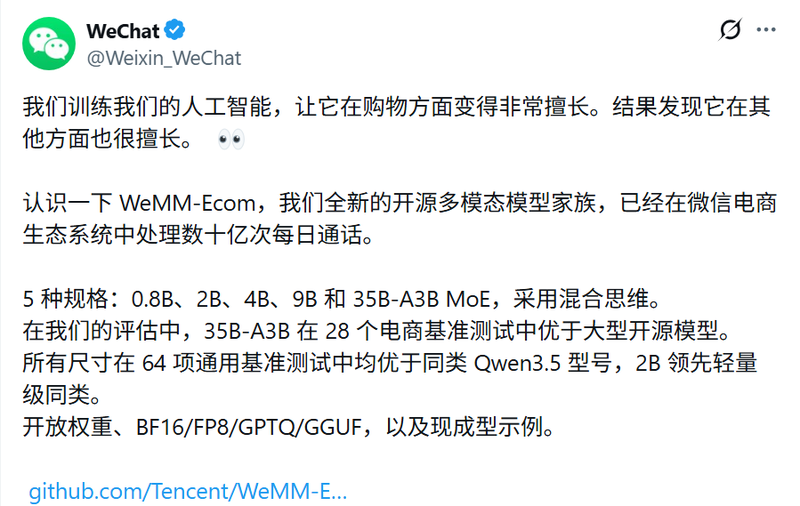 WeChat
@Weixin_WeChat
我们训练我们的人工智能，让它在购物方面变得非常擅长。结果发现它在其
他方面也很擅长。 👀
认识一下 WeMM-Ecom，我们全新的开源多模态模型家族，已经在微信电商
生态系统中处理数十亿次每日通话。
5 种规格：0.8B、2B、4B、9B 和 35B-A3B MoE，采用混合思维。
在我们的评估中，35B-A3B 在 28 个电商基准测试中优于大型开源模型。
所有尺寸在 64 项通用基准测试中均优于同类 Qwen3.5 型号，2B 领先轻量
级同类。
开放权重、BF16/FP8/GPTQ/GGUF，以及现成型示例。
github.com/Tencent/WeMM-E...